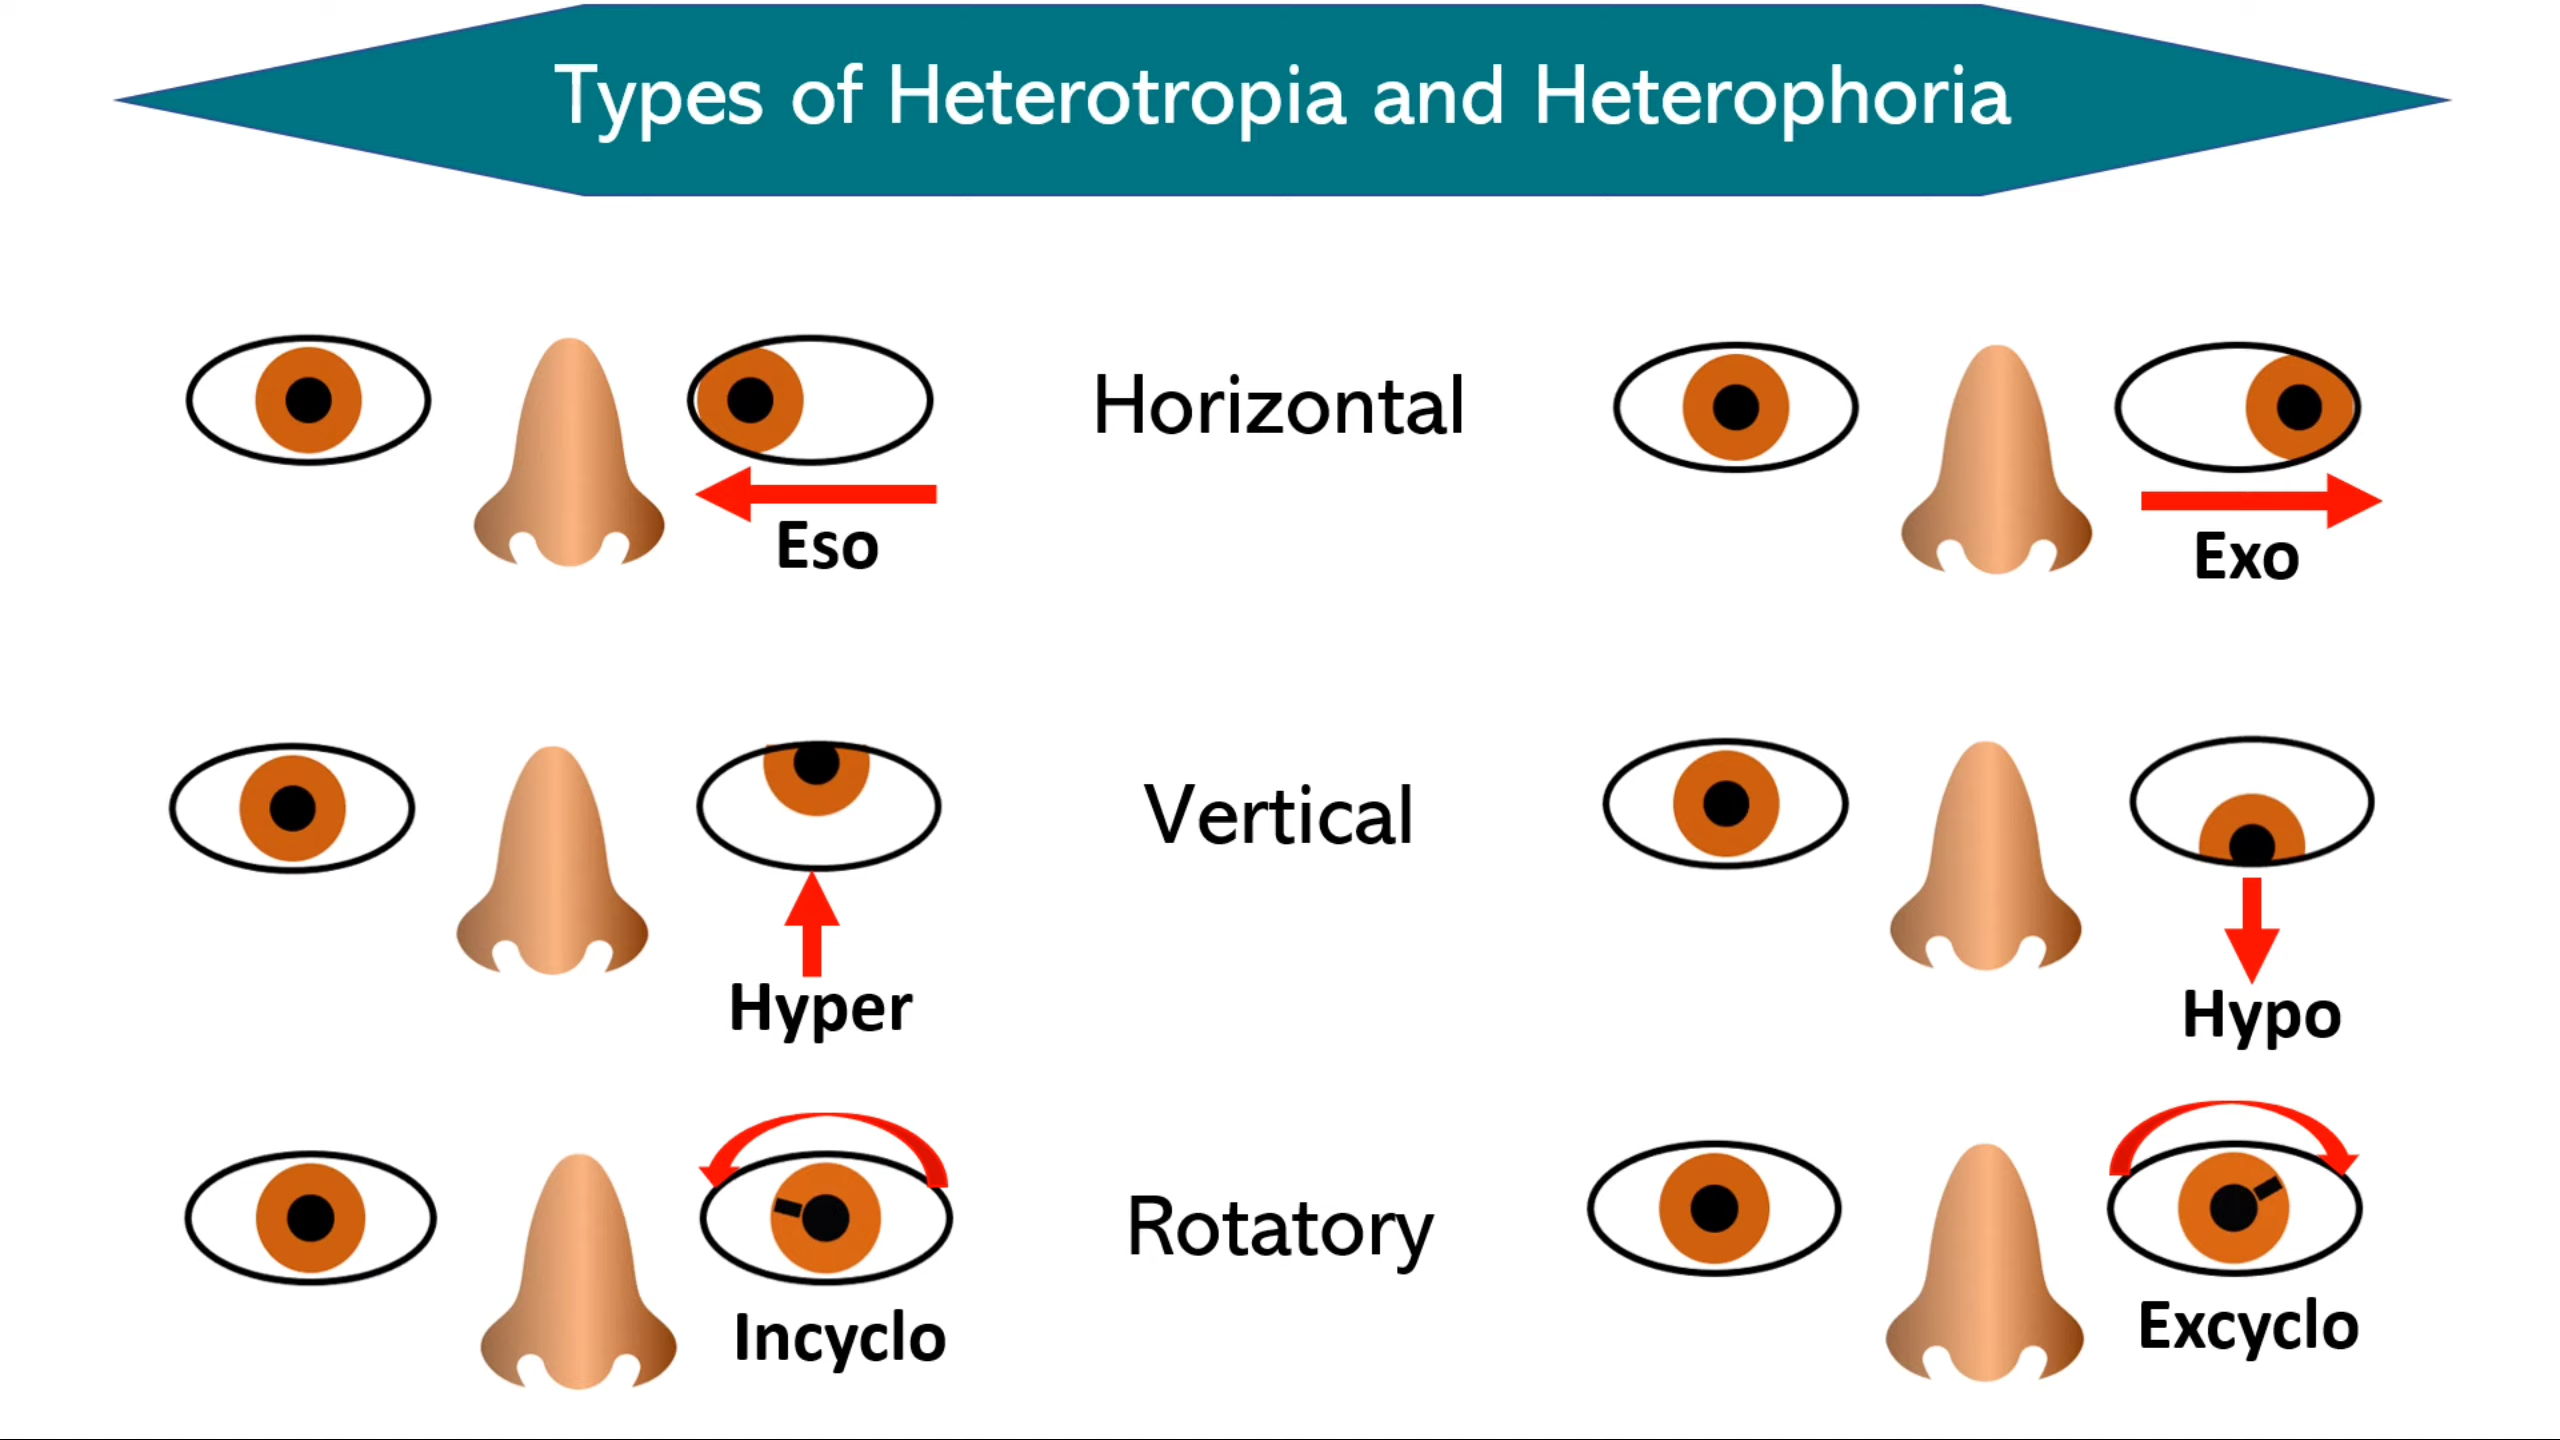 Types of Heterotropia and Heterophoria
Horizontal
Eso
Exo
Vertical
Hyper
Hypo
Rotatory
Incyclo
Excyclo